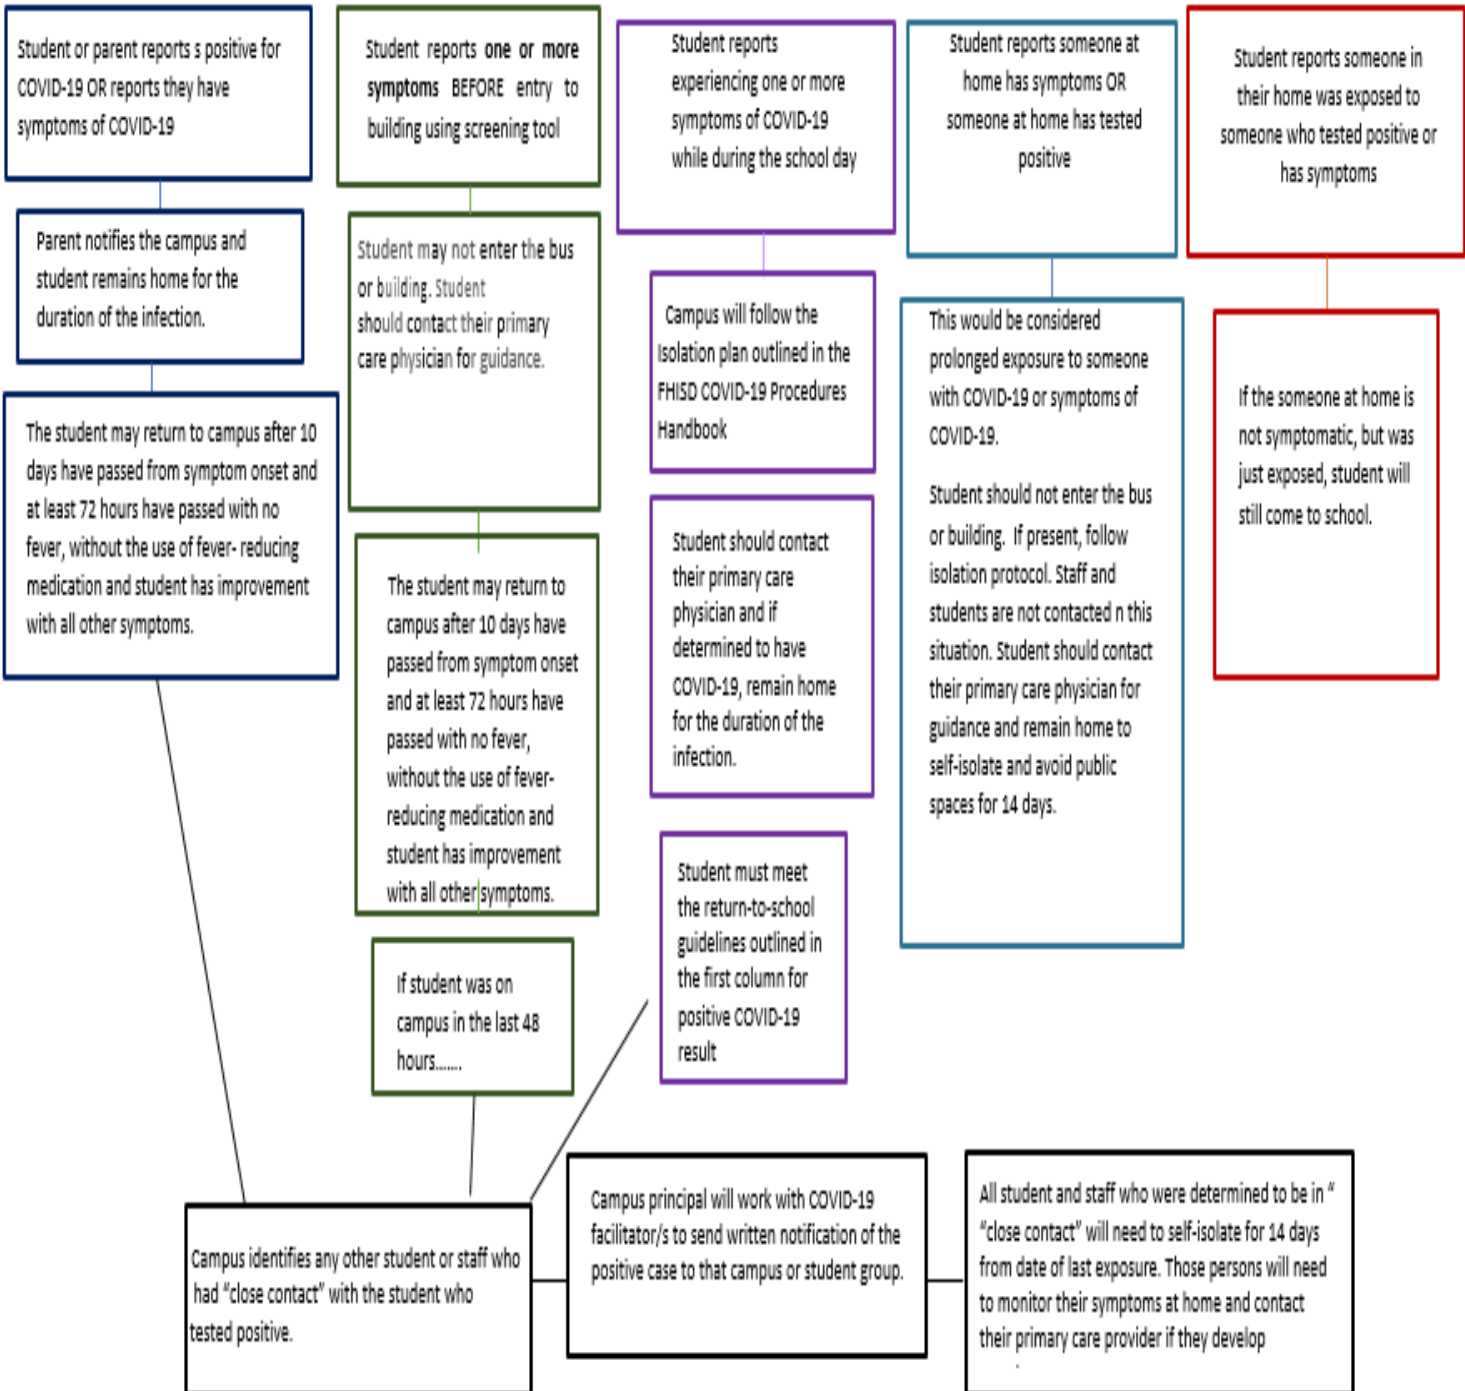 Student or parent reports s positive for
COVID-19 OR reports they have
symptoms of COVID-19
Parent notifies the campus and
student remains home for the
duration of the infection.
The student may return to campus after 10
days have passed from symptom onset and
at least 72 hours have passed with no
fever, without the use of fever- reducing
medication and student has improvement
with all other symptoms.
Student reports one or more
symptoms BEFORE entry to
building using screening tool
Student may not enter the bus
or building. Student
should contact their primary
care physician for guidance.
The student may return to
campus after 10 days have
passed from symptom onset
and at least 72 hours have
passed with no fever,
without the use of fever-
reducing medication and
student has improvement
with all other symptoms.
If student was on
campus in the last 48
hours.......
Student reports
experiencing one or more
symptoms of COVID-19
while during the school day
Campus will follow the
Isolation plan outlined in the
FHISD COVID-19 Procedures
Handbook
Student should contact
their primary care
physician and if
determined to have
COVID-19, remain home
for the duration of the
infection.
Student must meet
the return-to-school
guidelines outlined in
the first column for
positive COVID-19
result
Student reports someone at
home has symptoms OR
someone at home has tested
positive
This would be considered
prolonged exposure to someone
with COVID-19 or symptoms of
COVID-19.
Student should not enter the bus
or building. If present, follow
isolation protocol. Staff and
students are not contacted n this
situation. Student should contact
their primary care physician for
guidance and remain home to
self-isolate and avoid public
spaces for 14 days.
Student reports someone in
their home was exposed to
someone who tested positive or
has symptoms
If the someone at home is
not symptomatic, but was
just exposed, student will
still come to school.
Campus identifies any other student or staff who
had "close contact" with the student who
tested positive.
Campus principal will work with COVID-19
facilitator/s to send written notification of the
positive case to that campus or student group.
All student and staff who were determined to be in "
"close contact" will need to self-isolate for 14 days
from date of last exposure. Those persons will need
to monitor their symptoms at home and contact
their primary care provider if they develop